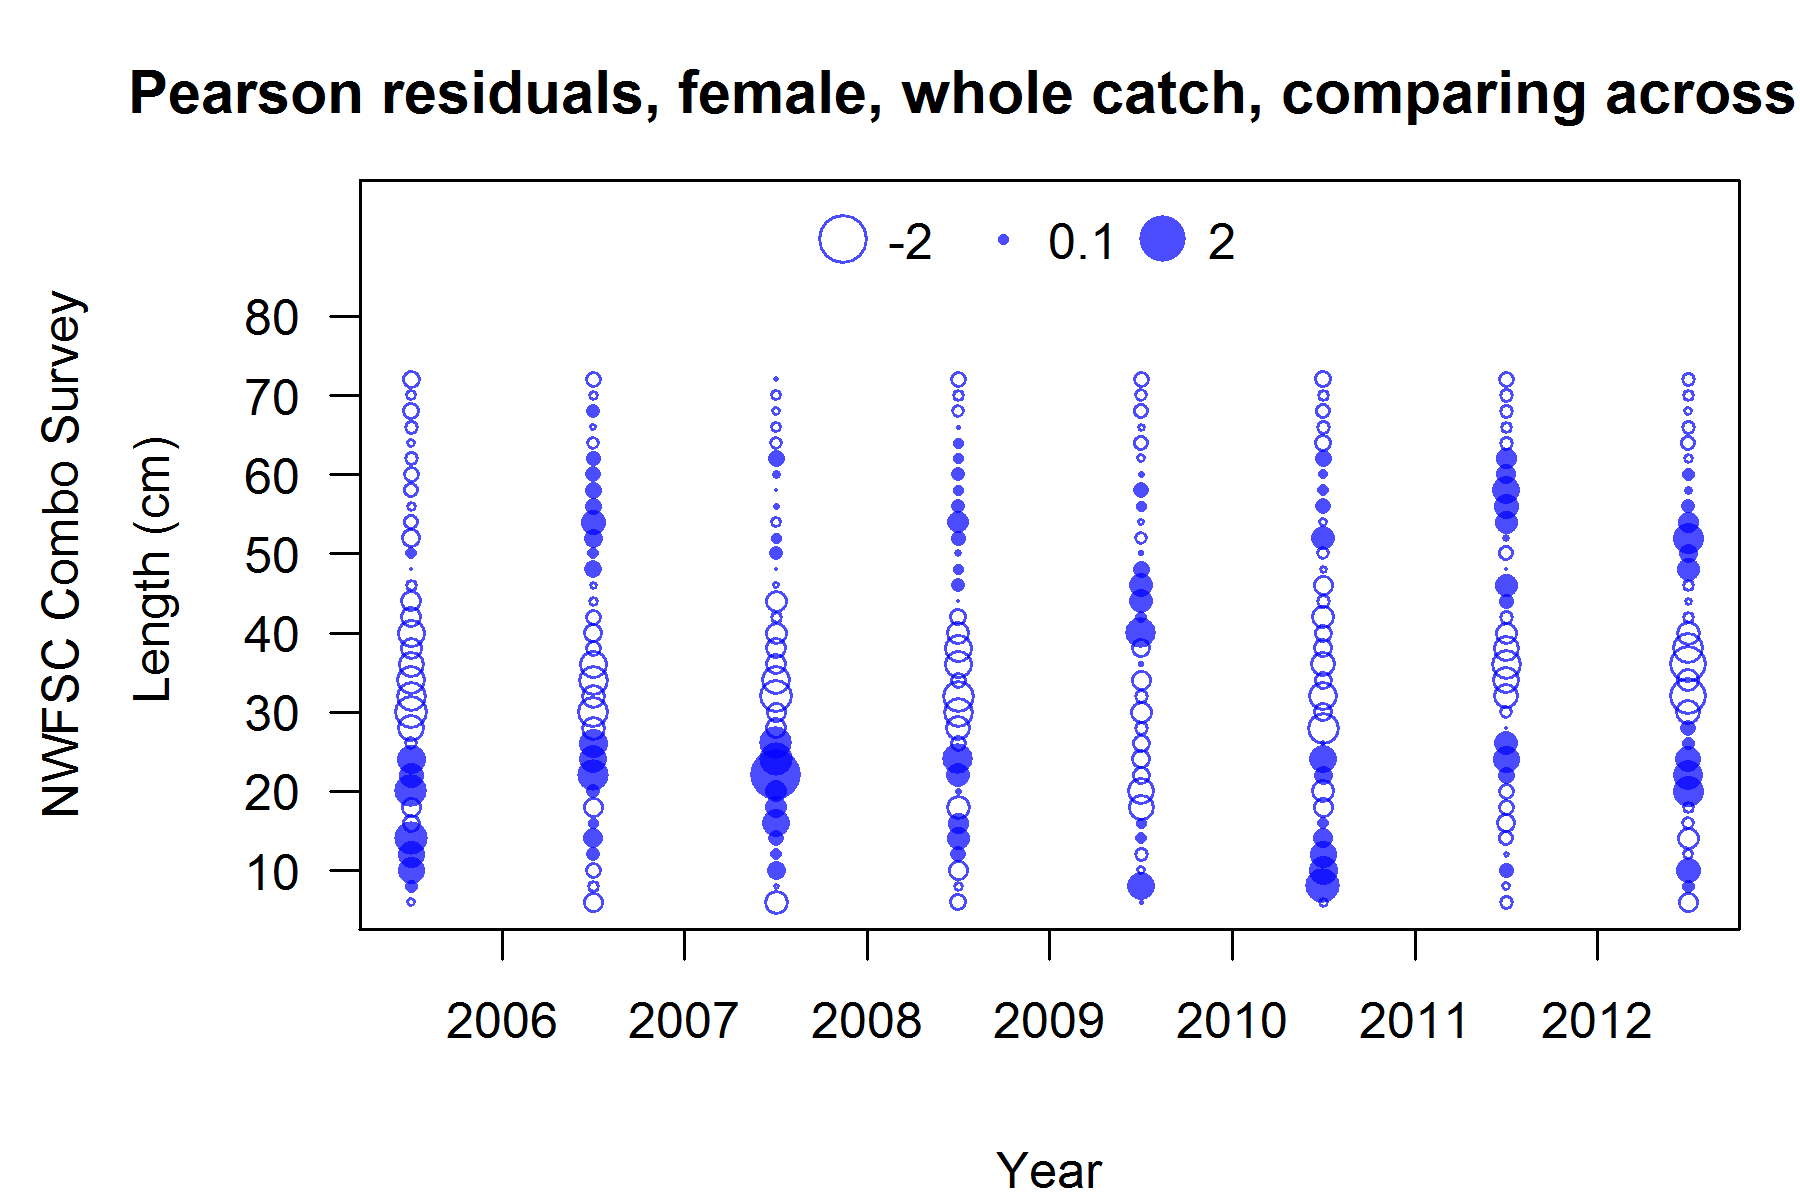 Pearson residuals, female, whole catch, comparing across
-2 0.1 2
NWFSC Combo Survey
Length (cm)
80
70
60
50
40
30
20
10
2006 2007 2008 2009 2010 2011 2012
Year